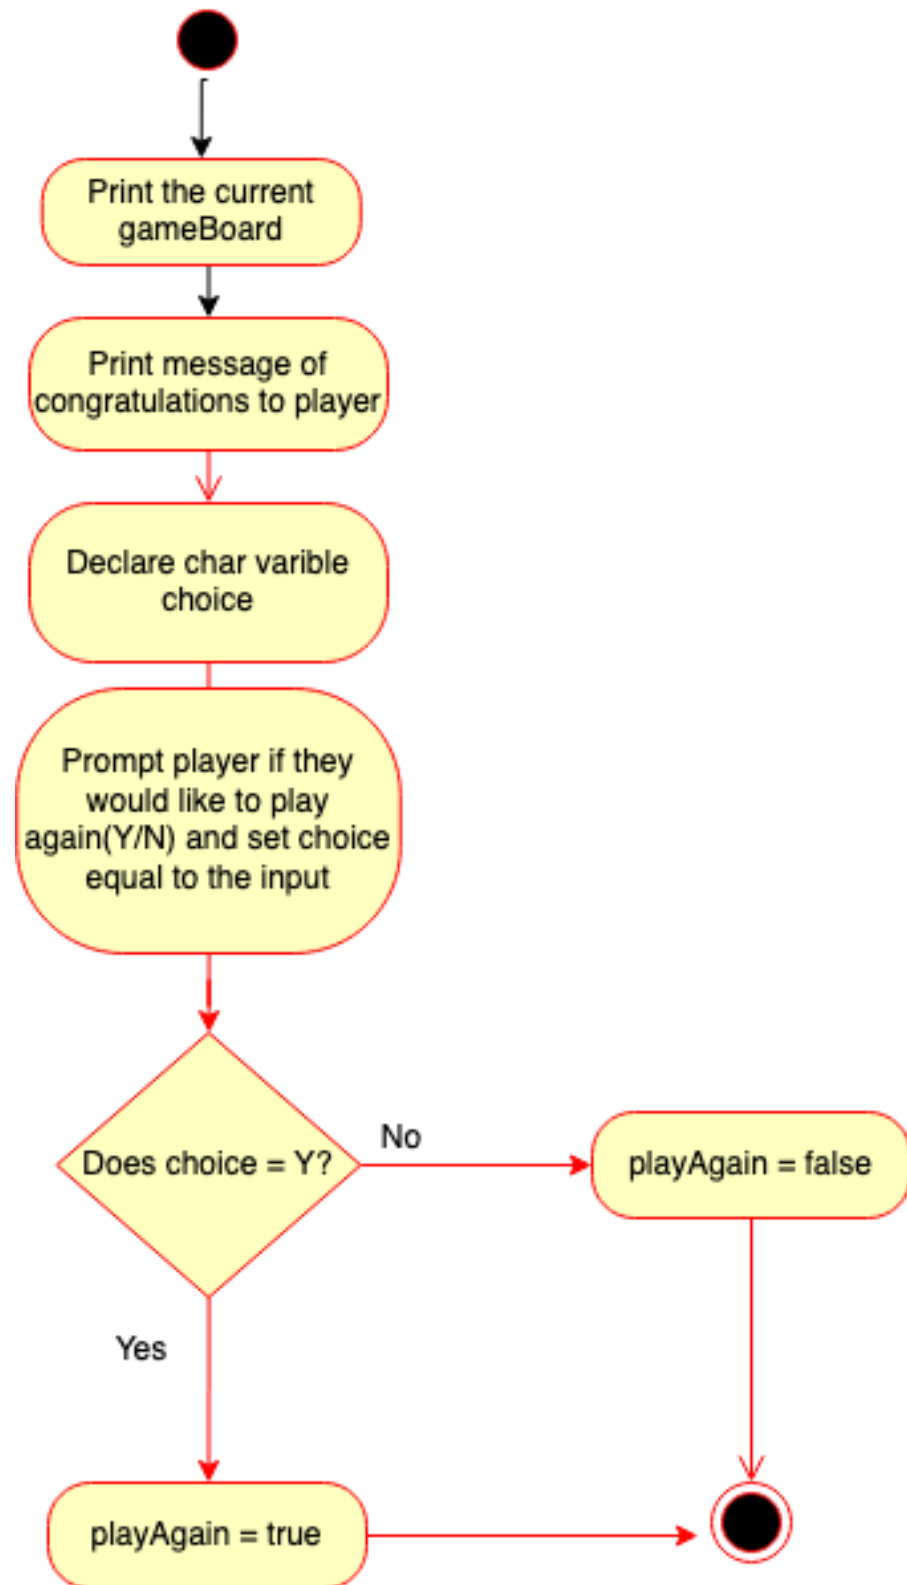 Print the current
gameBoard
Print message of
congratulations to player
Declare char varible
choice
Prompt player if they
would like to play
again(Y/N) and set choice
equal to the input
Does choice = Y?
No
playAgain = false
Yes
playAgain = true